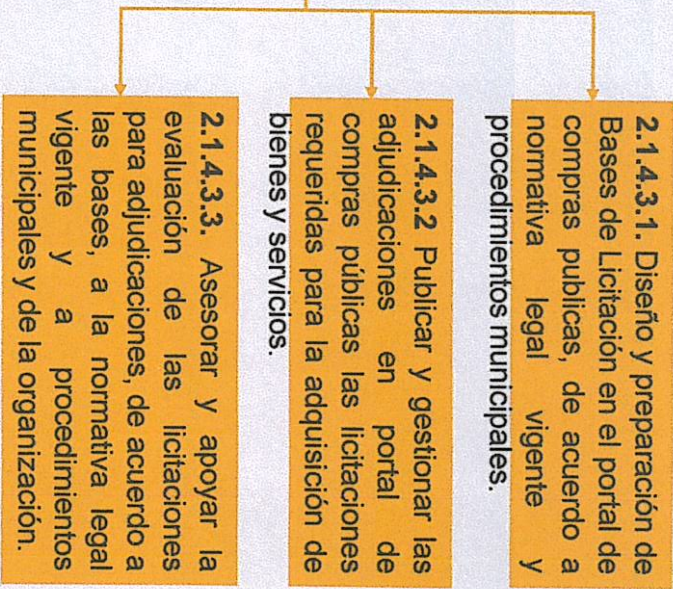 2.1.4.3.1. Diseño y preparación de
Bases de Licitación en el portal de
compras publicas, de acuerdo a
normativa legal vigente y
procedimientos municipales.
2.1.4.3.2 Publicar y gestionar las
adjudicaciones en portal de
compras públicas las licitaciones
requeridas para la adquisición de
bienes y servicios.
2.1.4.3.3. Asesorar y apoyar la
evaluación de las licitaciones
para adjudicaciones, de acuerdo a
las bases, a la normativa legal
vigente y a procedimientos
municipales y de la organización.